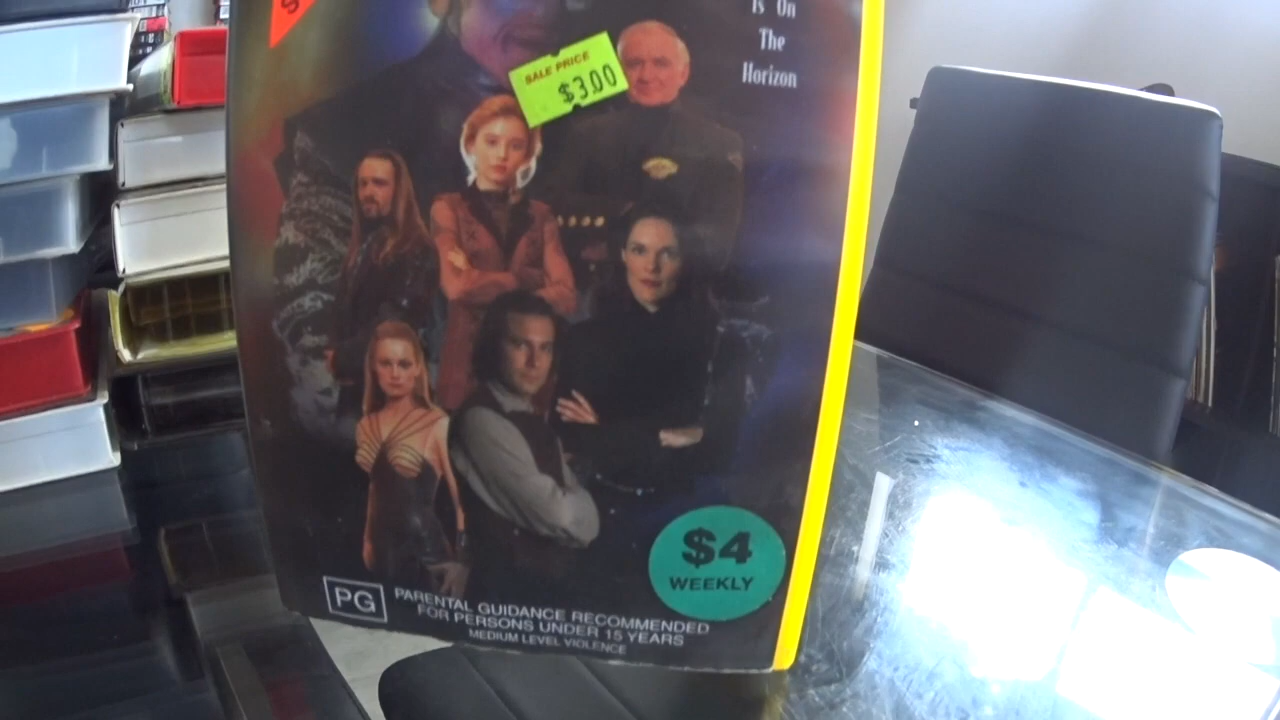 Is On
The
Horizon
SALE PRICE
$3.00
$4
WEEKLY
PG
PARENTAL GUIDANCE RECOMMENDED
FOR PERSONS UNDER 15 YEARS
MEDIUM LEVEL VIOLENCE